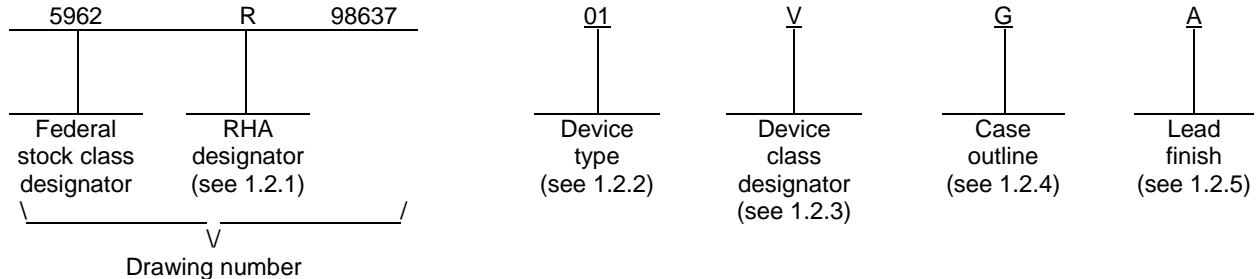 5962 R 98637 01 V G A
Federal RHA Device Device Case Lead
stock class designator type class outline finish
designator (see 1.2.1) (see 1.2.2) designator (see 1.2.4) (see 1.2.5)
(see 1.2.3)
Drawing number